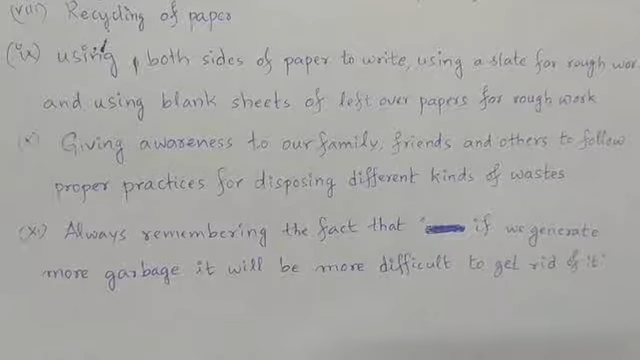 (viii) Recycling of paper
(ix) using both sides of paper to write, using a slate for rough wor
and using blank sheets of left over papers for rough work
(x) Giving awareness to our family, friends and others to follow
proper practices for disposing different kinds of wastes
(xi) Always remembering the fact that if we generate
more garbage it will be more difficult to get rid of it.